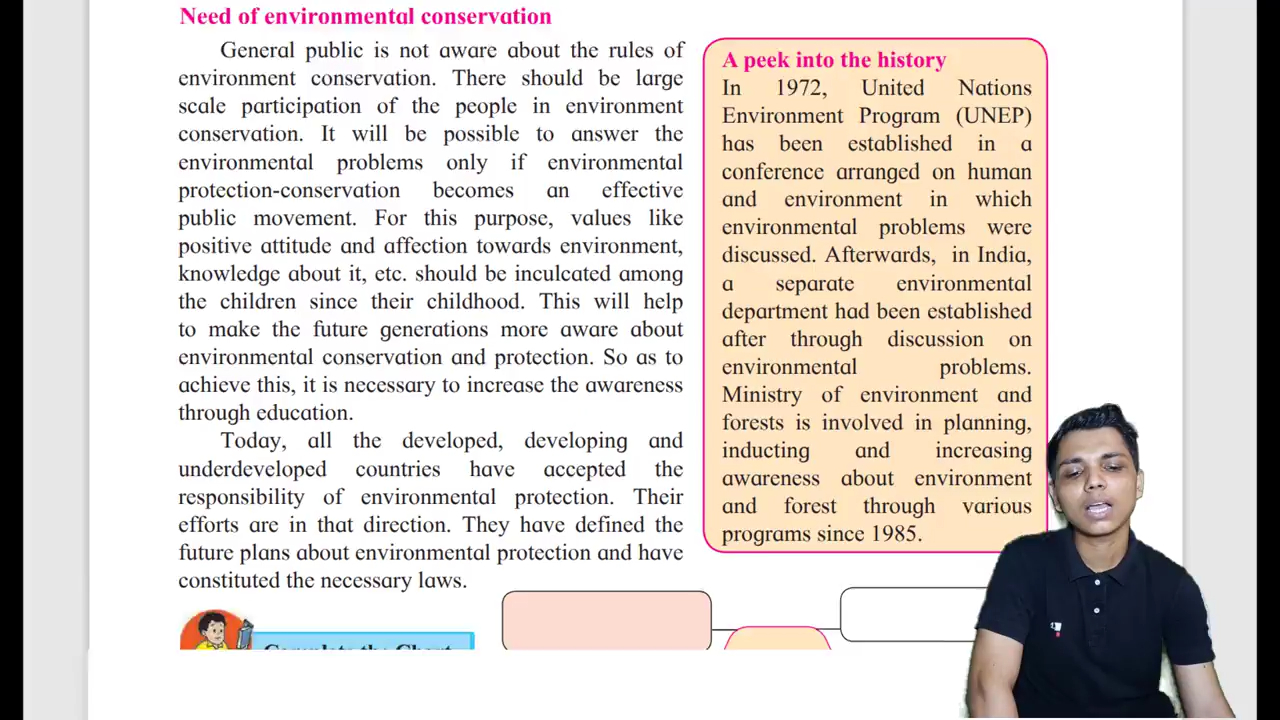 Need of environmental conservation
General public is not aware about the rules of
environment conservation. There should be large
scale participation of the people in environment
conservation. It will be possible to answer the
environmental problems only if environmental
protection-conservation becomes an effective
public movement. For this purpose, values like
positive attitude and affection towards environment,
knowledge about it, etc. should be inculcated among
the children since their childhood. This will help
to make the future generations more aware about
environmental conservation and protection. So as to
achieve this, it is necessary to increase the awareness
through education.
Today, all the developed, developing and
underdeveloped countries have accepted the
responsibility of environmental protection. Their
efforts are in that direction. They have defined the
future plans about environmental protection and have
constituted the necessary laws.
A peek into the history
In 1972, United Nations
Environment Program (UNEP)
has been established in a
conference arranged on human
and environment in which
environmental problems were
discussed. Afterwards, in India,
a separate environmental
department had been established
after through discussion on
environmental problems.
Ministry of environment and
forests is involved in planning,
inducting and increasing
awareness about environment
and forest through various
programs since 1985.
Complete the Chart